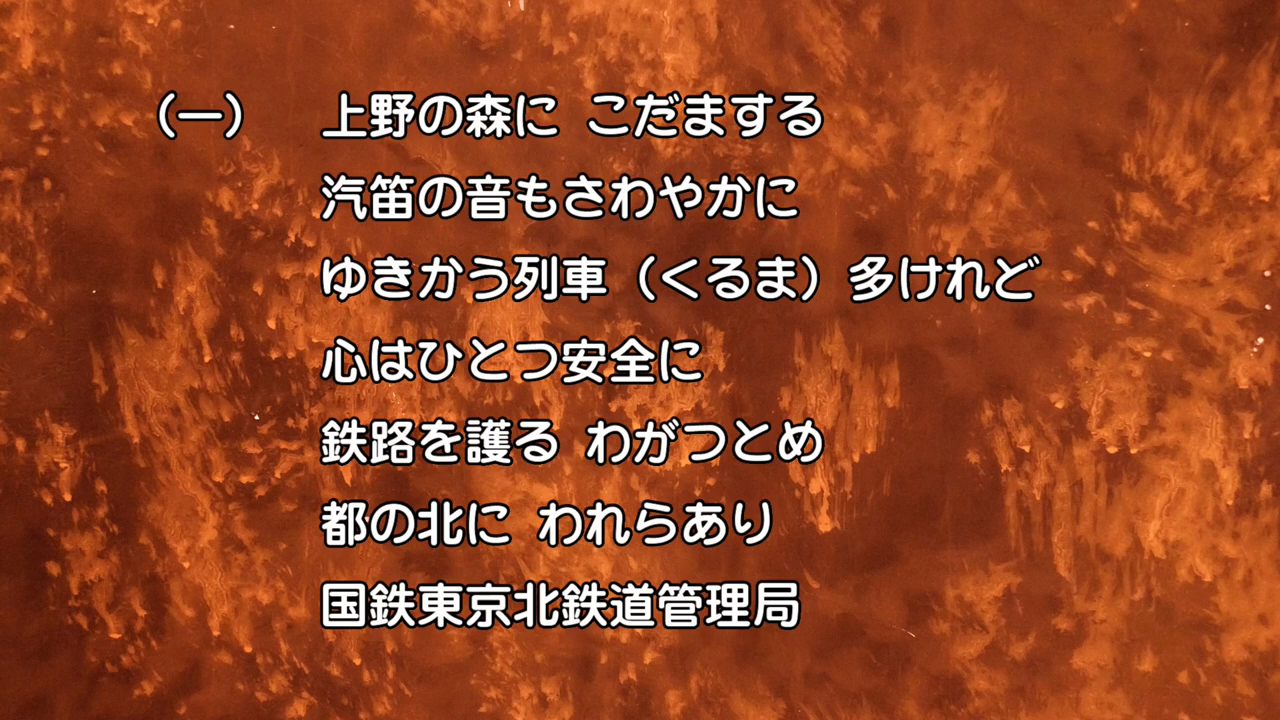 （一） 上野の森に こだまする
汽笛の音もさわやかに
ゆきかう列車（くるま）多けれど
心はひとつ安全に
鉄路を護る わがつとめ
都の北に われらあり
国鉄東京北鉄道管理局